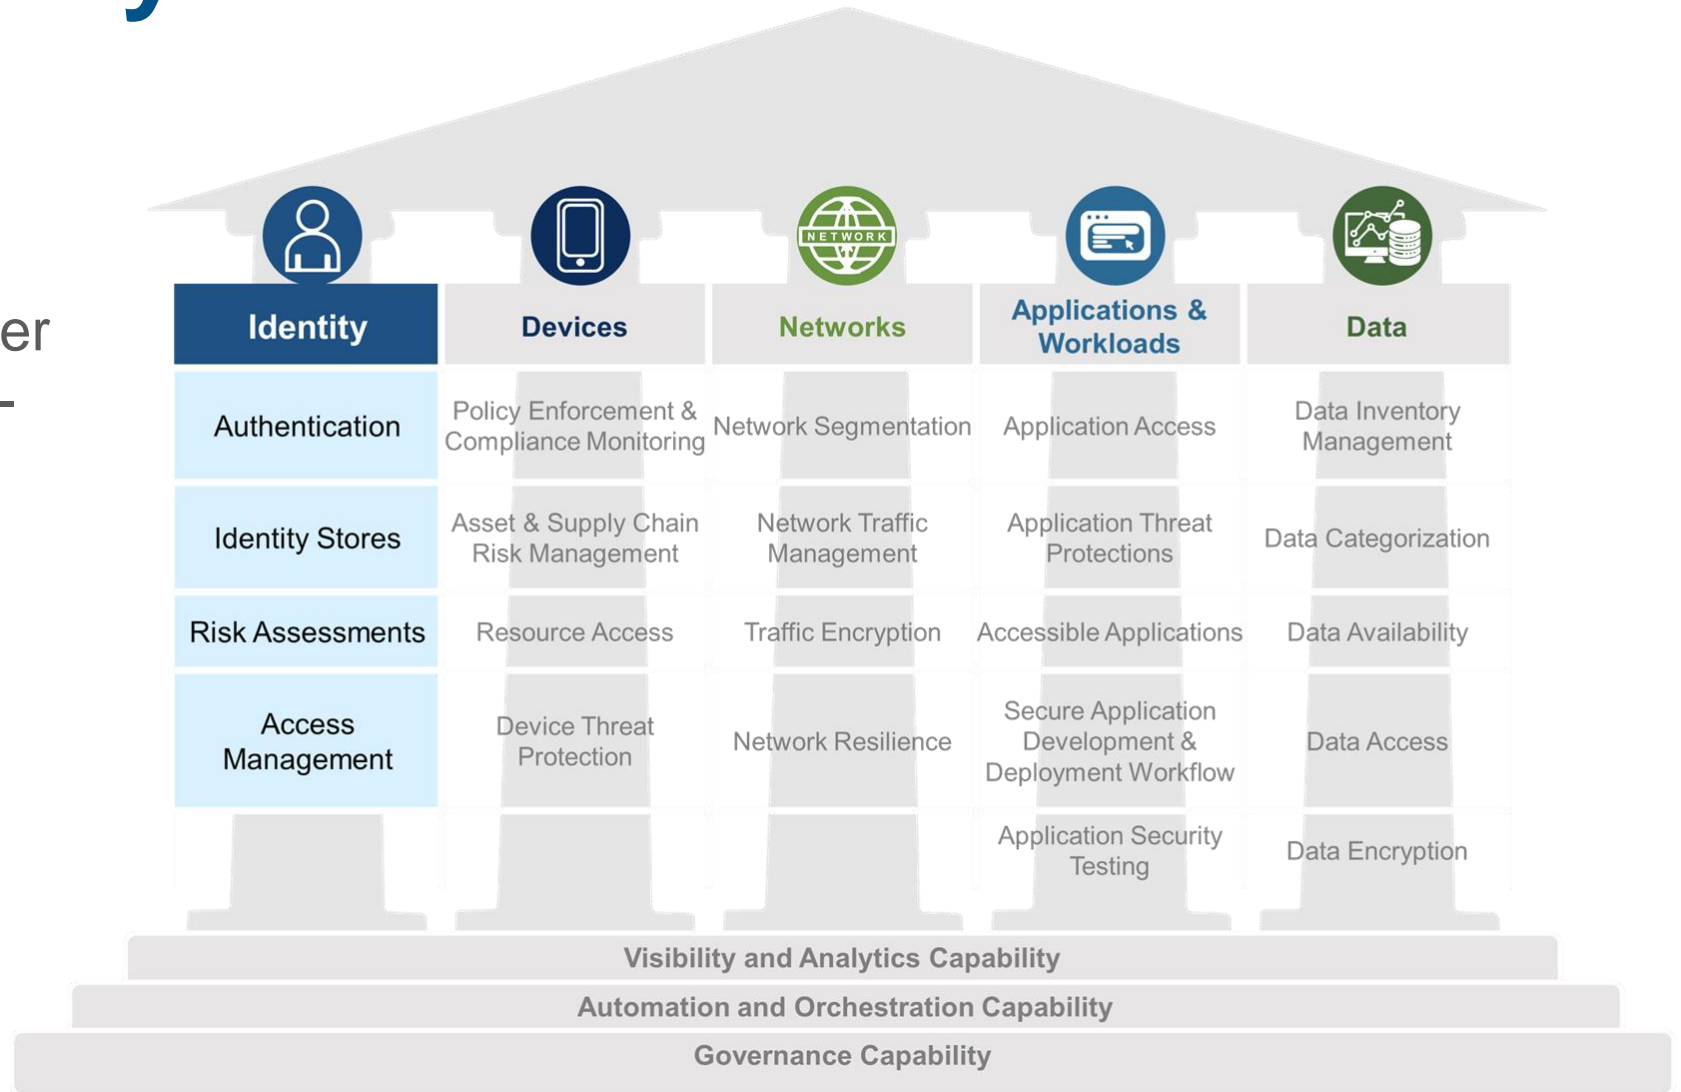 y
er
-
NETWORK
Identity
Devices
Networks
Applications &
Workloads
Data
Authentication
Policy Enforcement &
Compliance Monitoring
Network Segmentation
Application Access
Data Inventory
Management
Identity Stores
Asset & Supply Chain
Risk Management
Network Traffic
Management
Application Threat
Protections
Data Categorization
Risk Assessments
Resource Access
Traffic Encryption
Accessible Applications
Data Availability
Access
Management
Device Threat
Protection
Network Resilience
Secure Application
Development &
Deployment Workflow
Data Access
Application Security
Testing
Data Encryption
Visibility and Analytics Capability
Automation and Orchestration Capability
Governance Capability